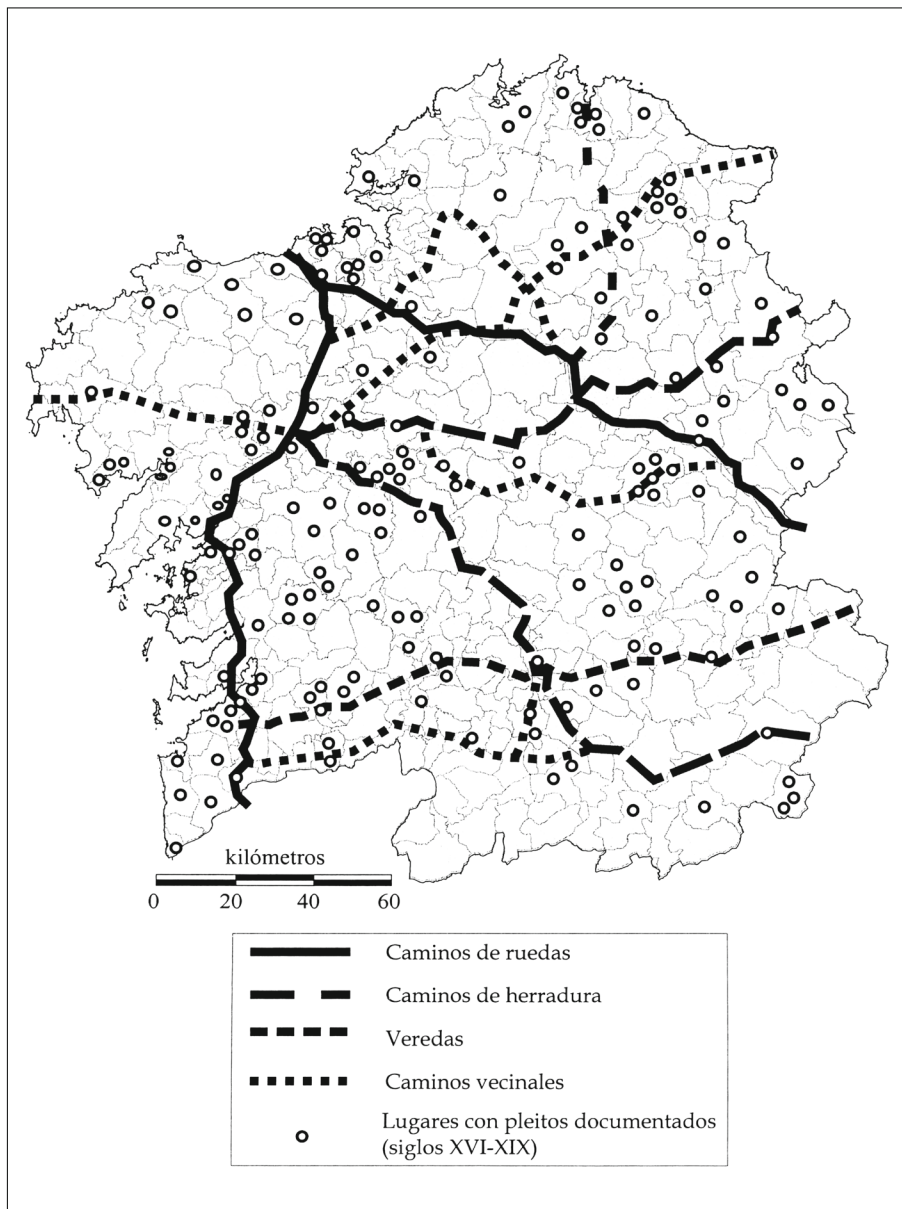 kilómetros
0 20 40 60
Caminos de ruedas
Caminos de herradura
Veredas
Caminos vecinales
Lugares con pleitos documentados
(siglos XVI-XIX)